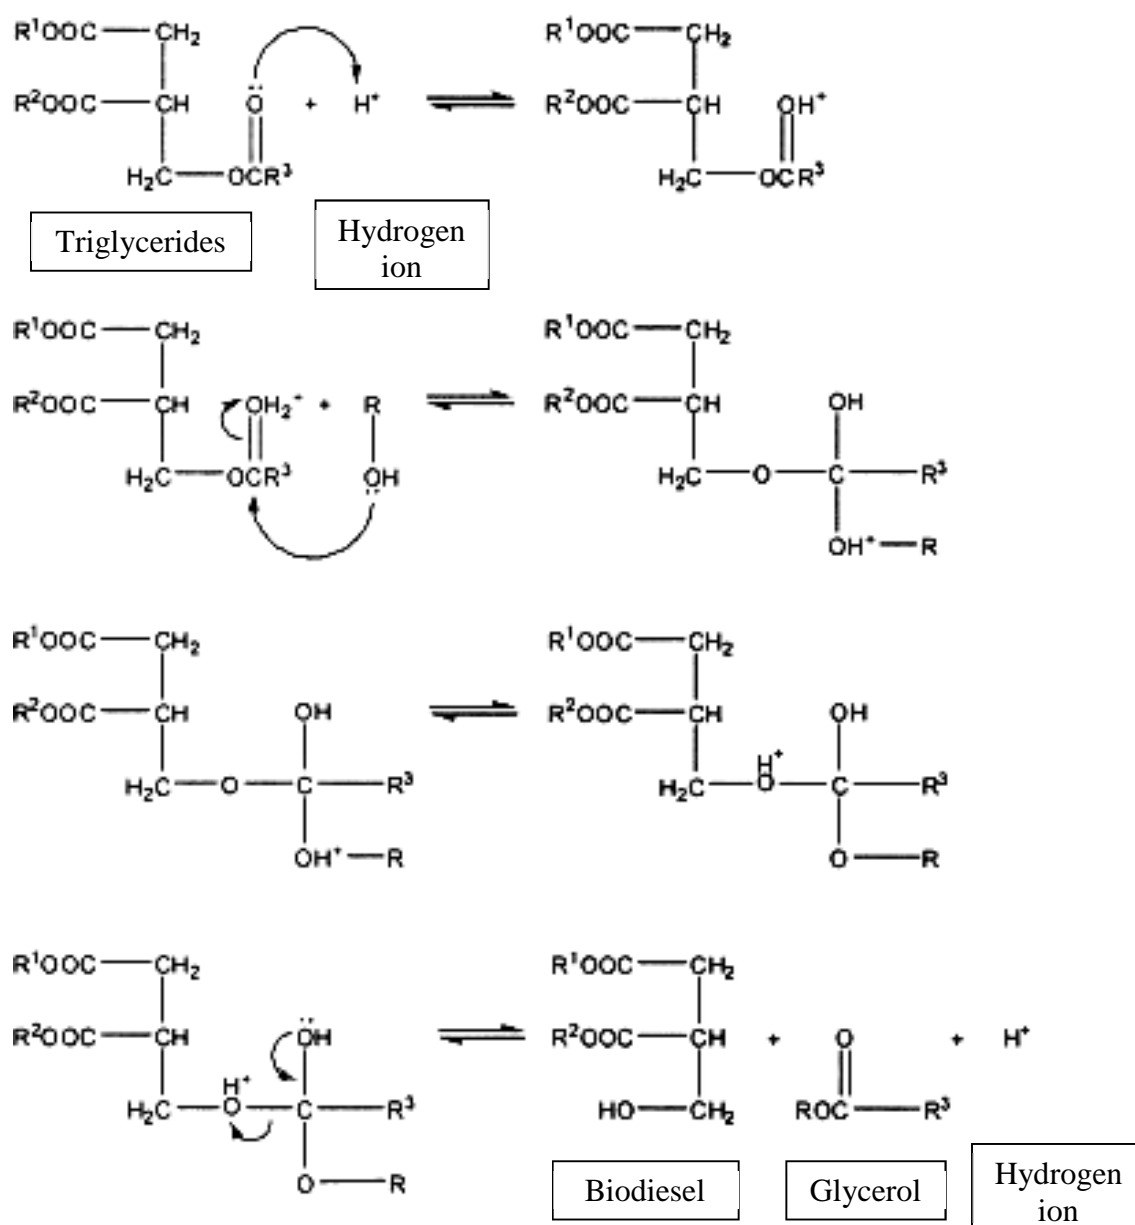 R¹OOC CH₂ R¹OOC CH₂
R²OOC CH O + H⁺ R²OOC CH OH⁺
H₂C OCR³ H₂C OCR³
Triglycerides Hydrogen
ion
R¹OOC CH₂ R¹OOC CH₂
R²OOC CH OH₂⁺ + R R²OOC CH OH
H₂C OCR³ OH H₂C O C R³
OH⁺ R
R¹OOC CH₂ R¹OOC CH₂
R²OOC CH OH R²OOC CH OH
H⁺
H₂C O C R³ H₂C O C R³
OH⁺ R O R
R¹OOC CH₂ R¹OOC CH₂
R²OOC CH OH R²OOC CH + O + H⁺
H⁺
H₂C O C R³ HO CH₂ ROC R³
O R
Biodiesel Glycerol Hydrogen
ion